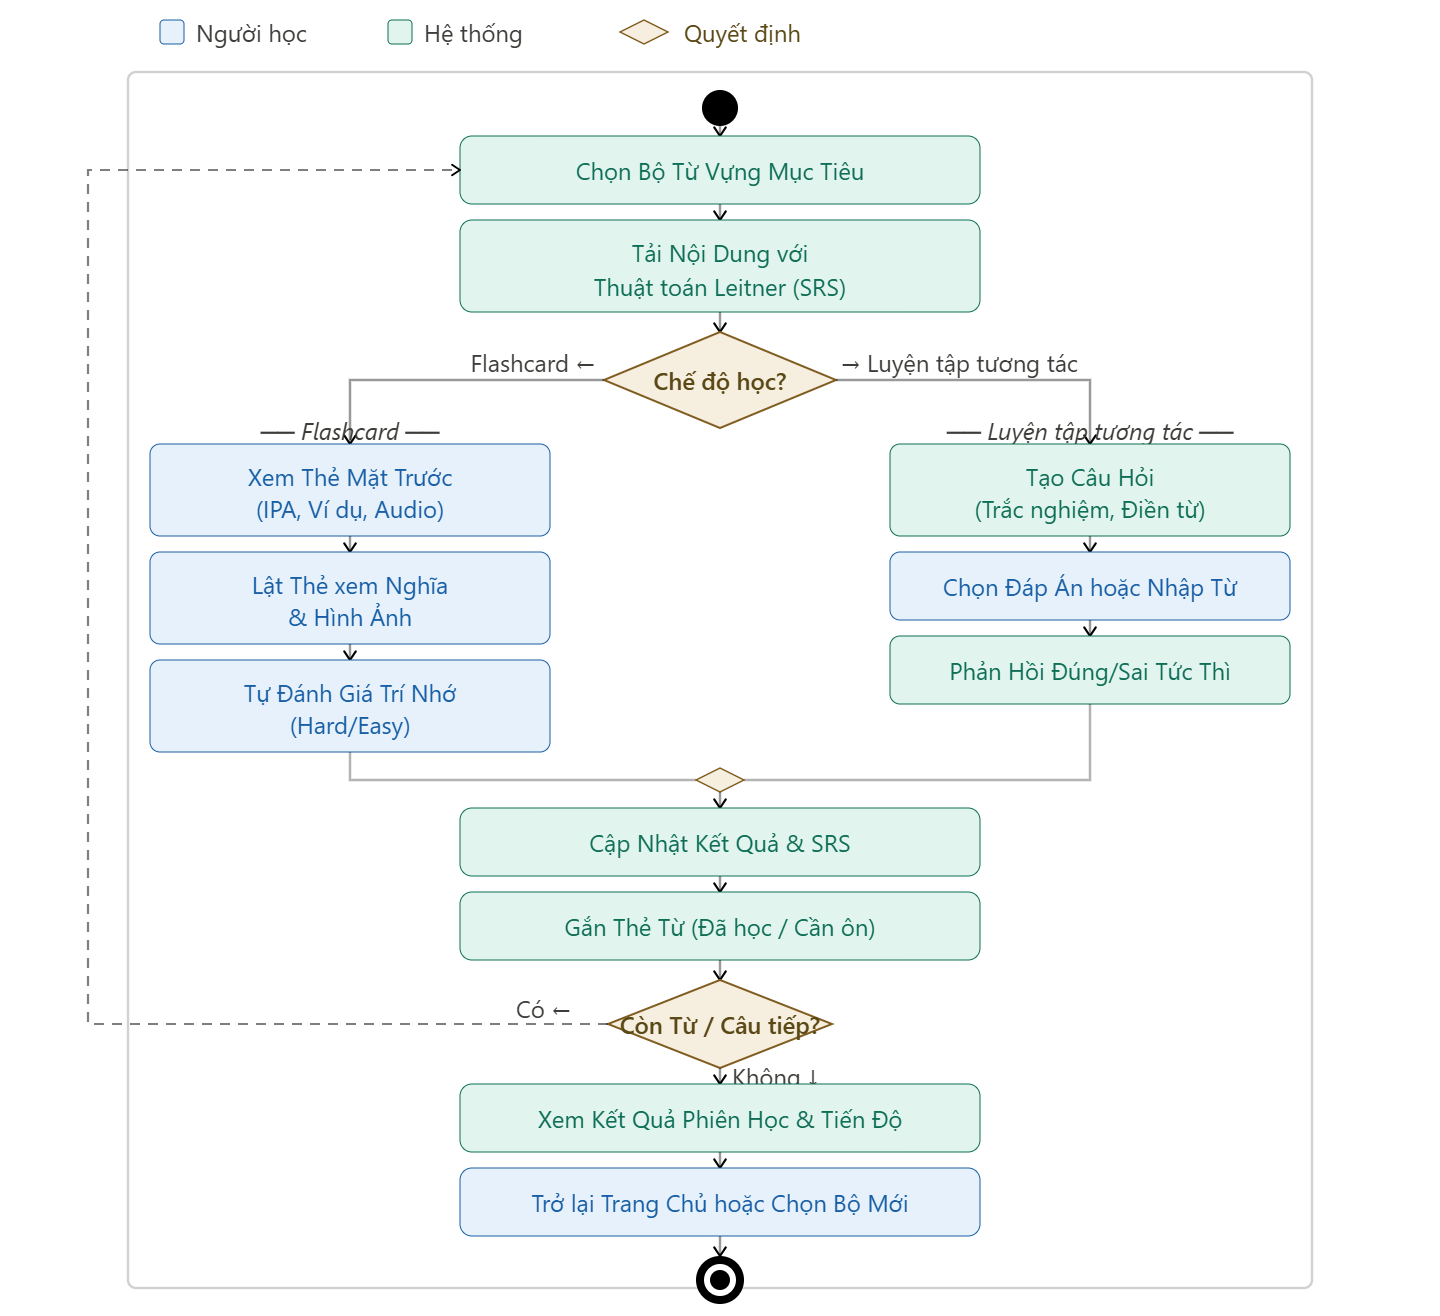 Người học
Hệ thống
Quyết định
Chọn Bộ Từ Vựng Mục Tiêu
Tải Nội Dung với
Thuật toán Leitner (SRS)
Flashcard ←
Chế độ học?
→ Luyện tập tương tác
── Flashcard ──
── Luyện tập tương tác ──
Xem Thẻ Mặt Trước
(IPA, Ví dụ, Audio)
Lật Thẻ xem Nghĩa
& Hình Ảnh
Tự Đánh Giá Trí Nhớ
(Hard/Easy)
Tạo Câu Hỏi
(Trắc nghiệm, Điền từ)
Chọn Đáp Án hoặc Nhập Từ
Phản Hồi Đúng/Sai Tức Thì
Cập Nhật Kết Quả & SRS
Gắn Thẻ Từ (Đã học / Cần ôn)
Có ←
Còn Từ / Câu tiếp?
Không ↓
Xem Kết Quả Phiên Học & Tiến Độ
Trở lại Trang Chủ hoặc Chọn Bộ Mới